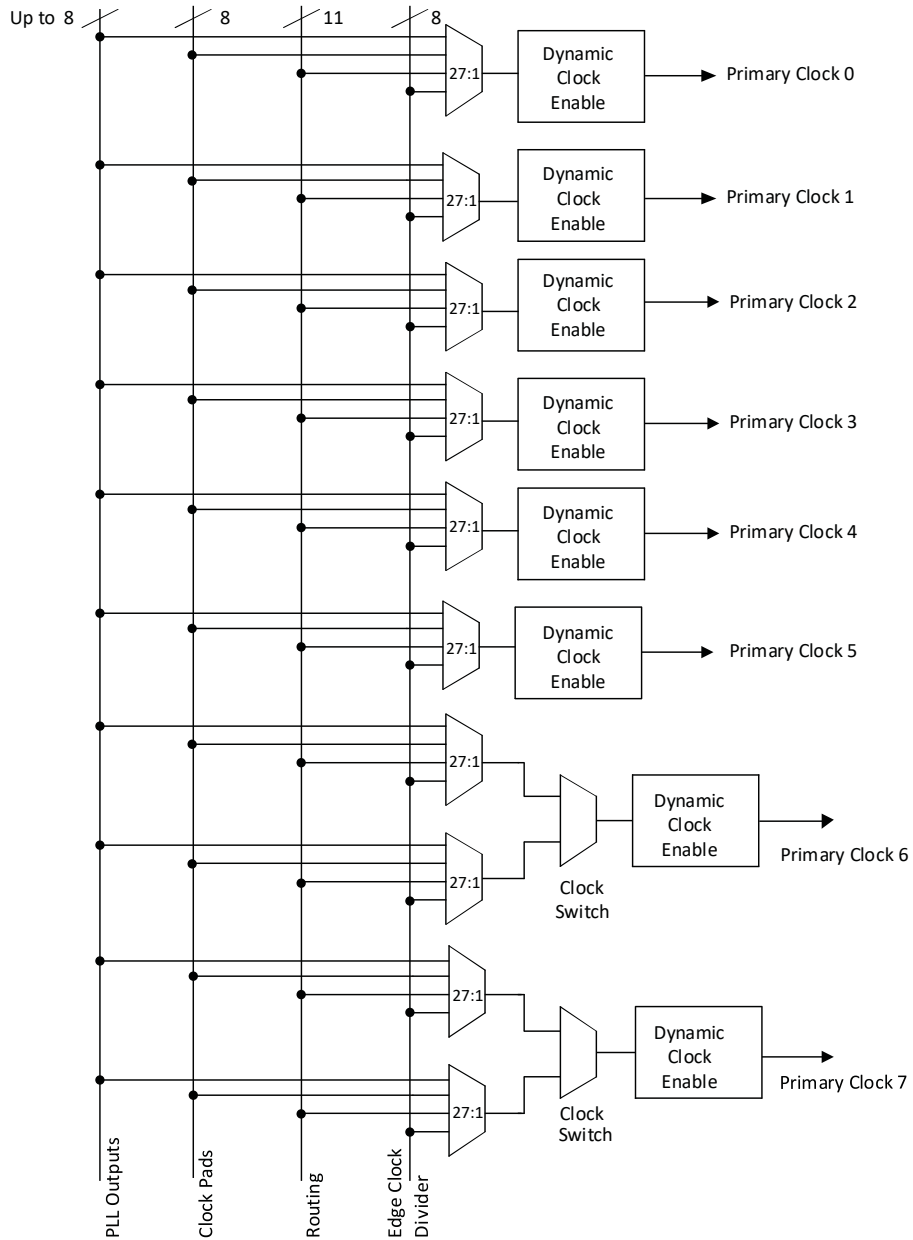 Up to 8
8
11
8
27:1
Dynamic
Clock
Enable
Primary Clock 0
27:1
Dynamic
Clock
Enable
Primary Clock 1
27:1
Dynamic
Clock
Enable
Primary Clock 2
27:1
Dynamic
Clock
Enable
Primary Clock 3
27:1
Dynamic
Clock
Enable
Primary Clock 4
27:1
Dynamic
Clock
Enable
Primary Clock 5
27:1
27:1
Clock
Switch
Dynamic
Clock
Enable
Primary Clock 6
27:1
27:1
Clock
Switch
Dynamic
Clock
Enable
Primary Clock 7
PLL Outputs
Clock Pads
Routing
Edge Clock
Divider